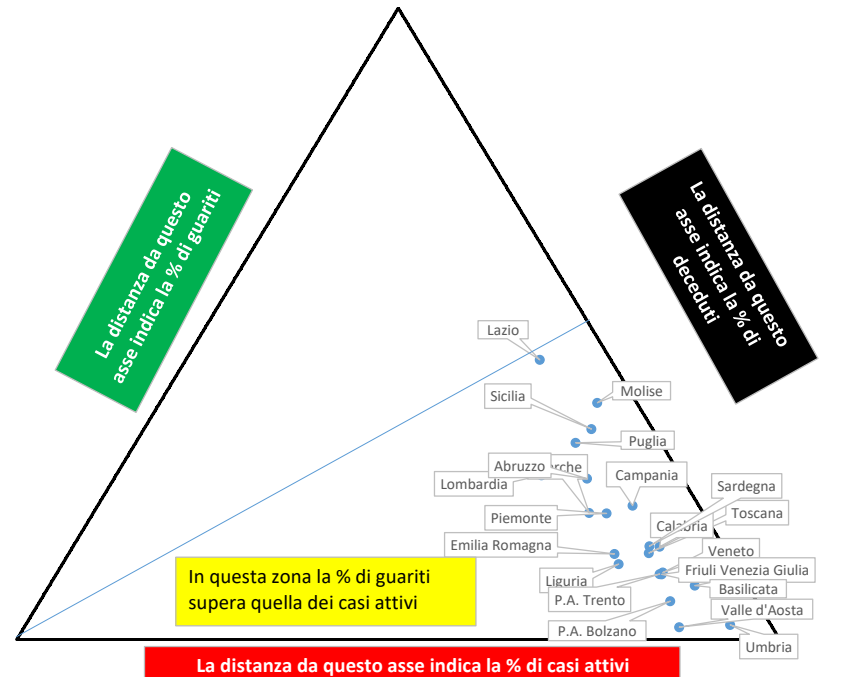 La distanza da questo
asse indica la % di guariti
La distanza da questo
asse indica la % di
deceduti
Lazio
Molise
Sicilia
Puglia
Abruzzo
rche
Campania
Lombardia
Sardegna
Piemonte
Toscana
Calabria
Emilia Romagna
Veneto
Friuli Venezia Giulia
In questa zona la % di guariti
supera quella dei casi attivi
Liguria
Basilicata
P.A. Trento
Valle d'Aosta
P.A. Bolzano
Umbria
La distanza da questo asse indica la % di casi attivi